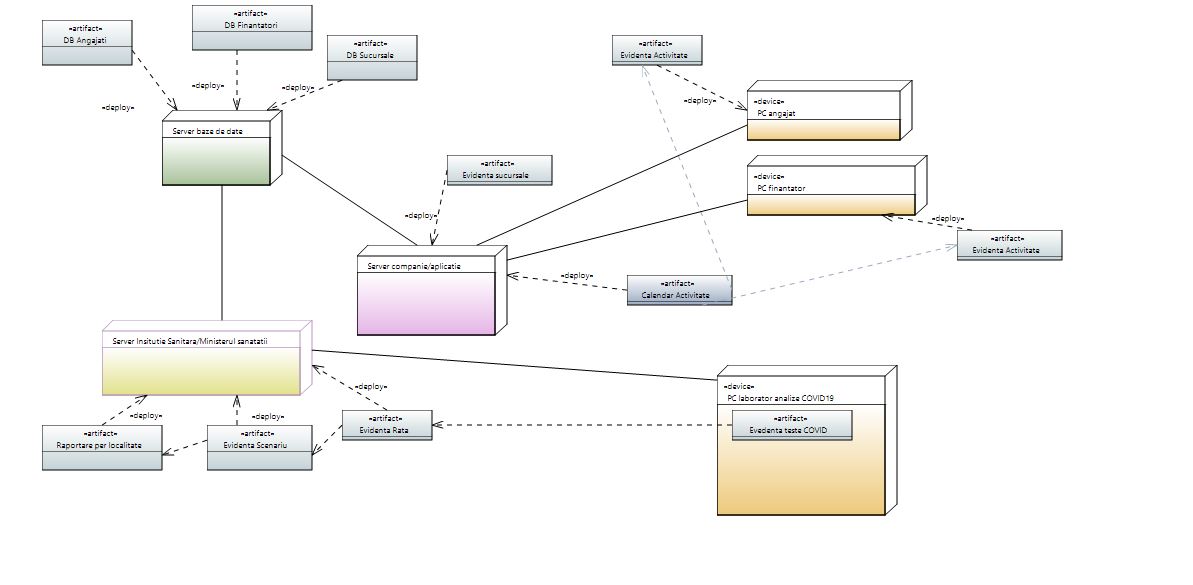 «artifact»
DB Angajati
«artifact»
DB Finantatori
«artifact»
DB Sucursale
«deploy»
«deploy»
«deploy»
Server baze de date
«artifact»
Evidenta Activitate
«deploy»
«device»
PC angajat
«device»
PC finantator
«deploy»
«artifact»
Evidenta Activitate
«artifact»
Evidenta sucursale
«deploy»
Server companie/aplicatie
«deploy»
«artifact»
Calendar Activitate
Server Insitutie Sanitara/Ministerul sanatatii
«deploy»
«deploy»
«deploy»
«artifact»
Raportare per localitate
«artifact»
Evidenta Scenariu
«artifact»
Evidenta Rata
«device»
PC laborator analize COVID19
«artifact»
Evedenta teste COVID